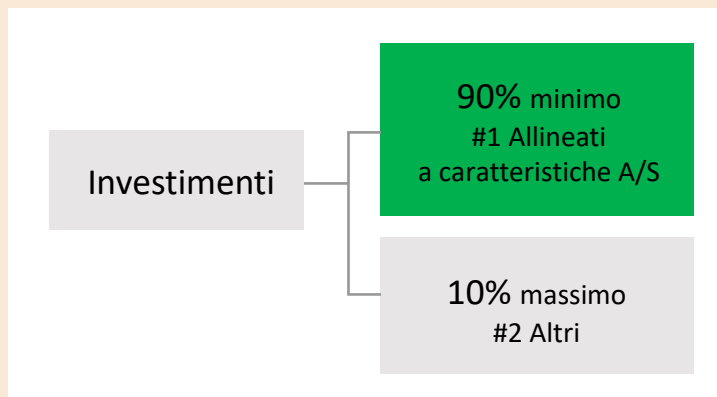 Investimenti
90% minimo
#1 Allineati
a caratteristiche A/S
10% massimo
#2 Altri